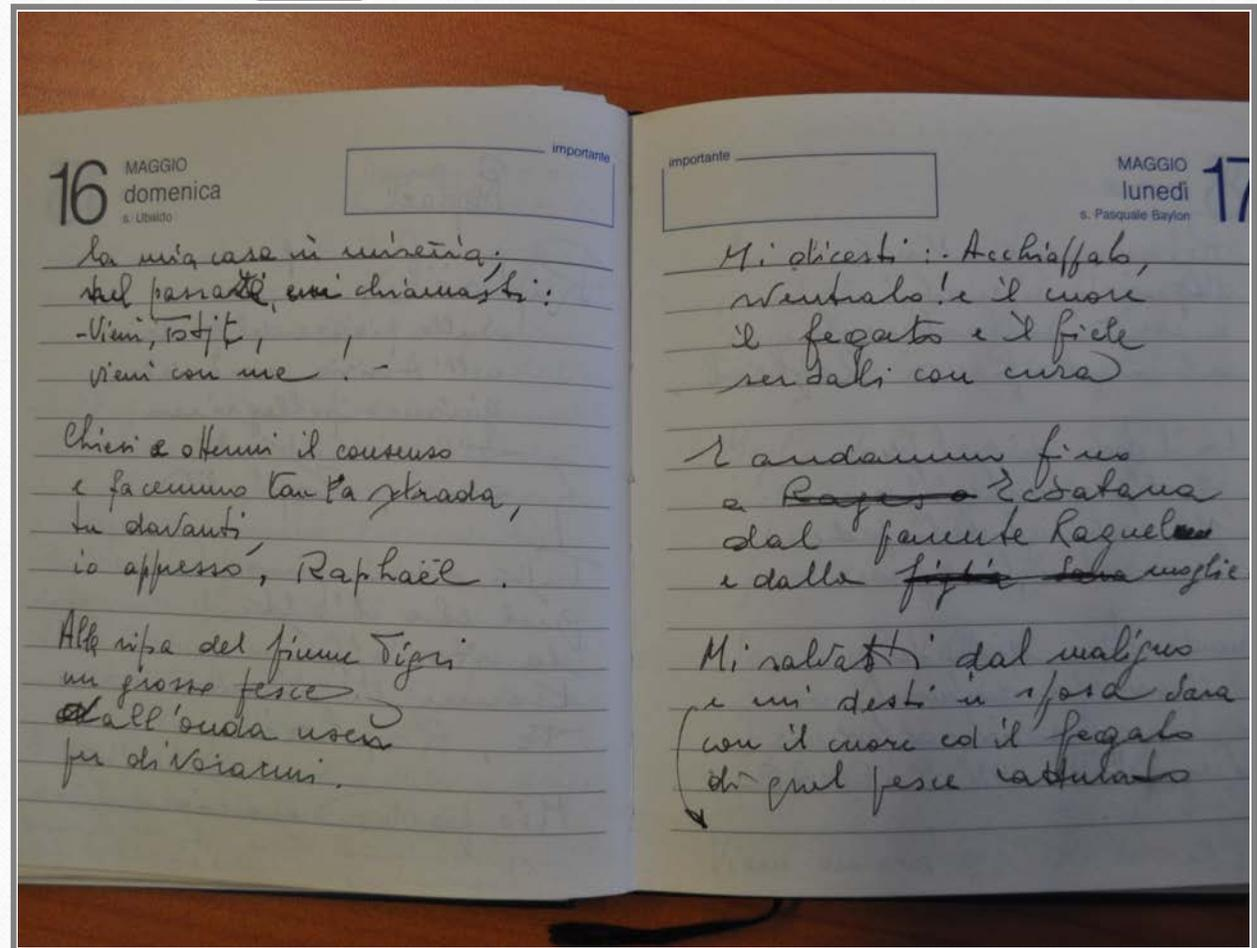 16
MAGGIO
domenica
s. Ubaldo
importante
La mia casa in miseria;
nel passare, mi chiamasti:
-Vieni,
vieni con me! -
Chiesi e ottenni il consenso
e facemmo tanta strada,
tu davanti,
io appresso, Raphaël.
Alla ripa del fiume Tigri
un grosso pesce
dall'onda uscìa
per divorarmi.
importante
MAGGIO
lunedì
s. Pasquale Baylon
17
Mi dicesti: Acchiaffalo,
sventralo! e il cuore
il fegato e il fiele
serbali con cura
E andammo fino
a Ecbatana
dal parente Raguel
e dalla moglie
Mi salvasti dal maligno
e mi desti in sposa Sara
con il cuore ed il fegato
di quel pesce catturato